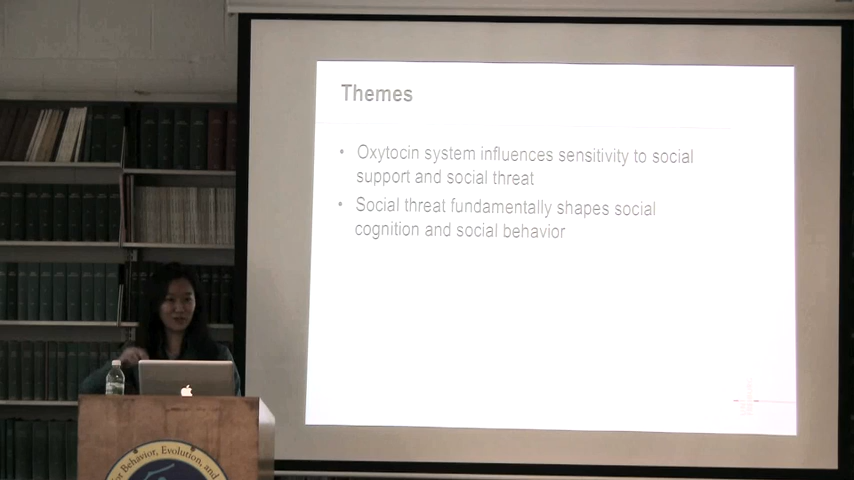 Themes
• Oxytocin system influences sensitivity to social
support and social threat
• Social threat fundamentally shapes social
cognition and social behavior
Behavior, Evolution, and